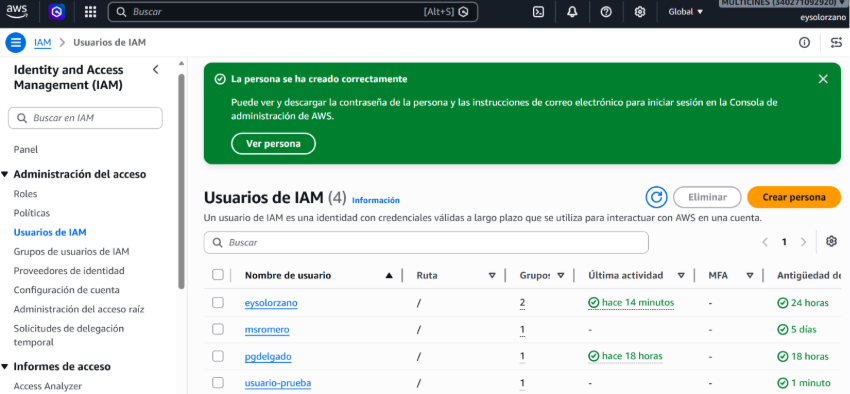 aws
Buscar
[Alt+S]
Global
MULTICINES (340271092920)
eysolorzano
IAM > Usuarios de IAM
Identity and Access
Management (IAM)
Buscar en IAM
Panel
Administración del acceso
Roles
Políticas
Usuarios de IAM
Grupos de usuarios de IAM
Proveedores de identidad
Configuración de cuenta
Administración del acceso raíz
Solicitudes de delegación
temporal
Informes de acceso
Access Analyzer
La persona se ha creado correctamente
Puede ver y descargar la contraseña de la persona y las instrucciones de correo electrónico para iniciar sesión en la Consola de
administración de AWS.
Ver persona
Usuarios de IAM (4) Información
Eliminar
Crear persona
Un usuario de IAM es una identidad con credenciales válidas a largo plazo que se utiliza para interactuar con AWS en una cuenta.
Buscar
< 1 >
Nombre de usuario Ruta Grupos Última actividad MFA Antigüedad de
eysolorzano / 2 hace 14 minutos - 24 horas
msromero / 1 - - 5 días
pgdelgado / 1 hace 18 horas - 18 horas
usuario-prueba / 1 - - 1 minuto